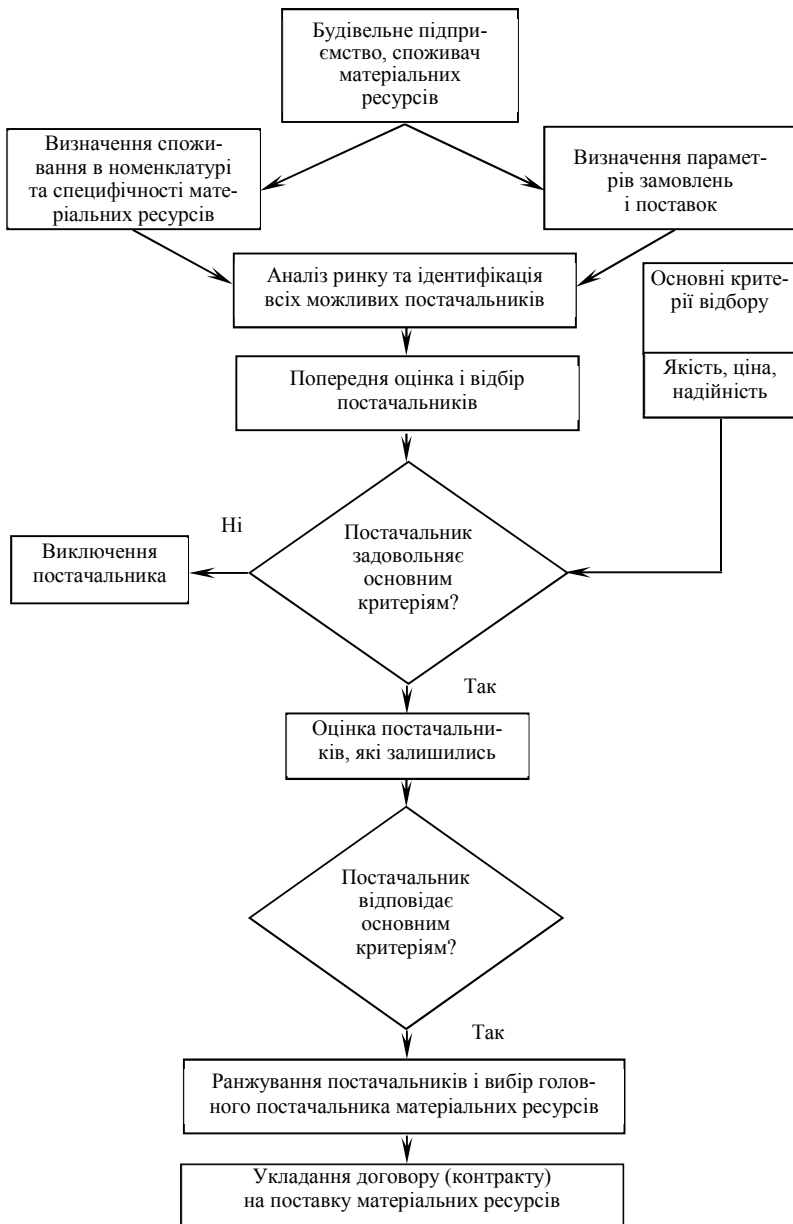 Будівельне підпри-
ємство, споживач
матеріальних
ресурсів
Визначення спожи-
вання в номенклатурі
та специфічності мате-
ріальних ресурсів
Визначення парамет-
рів замовлень
і поставок
Аналіз ринку та ідентифікація
всіх можливих постачальників
Основні крите-
рії відбору
Якість, ціна,
надійність
Попередня оцінка і відбір
постачальників
Ні
Постачальник
задовольняє
основним
критеріям?
Виключення
постачальника
Так
Оцінка постачальни-
ків, які залишились
Постачальник
відповідає
основним
критеріям?
Так
Ранжування постачальників і вибір голов-
ного постачальника матеріальних ресурсів
Укладання договору (контракту)
на поставку матеріальних ресурсів